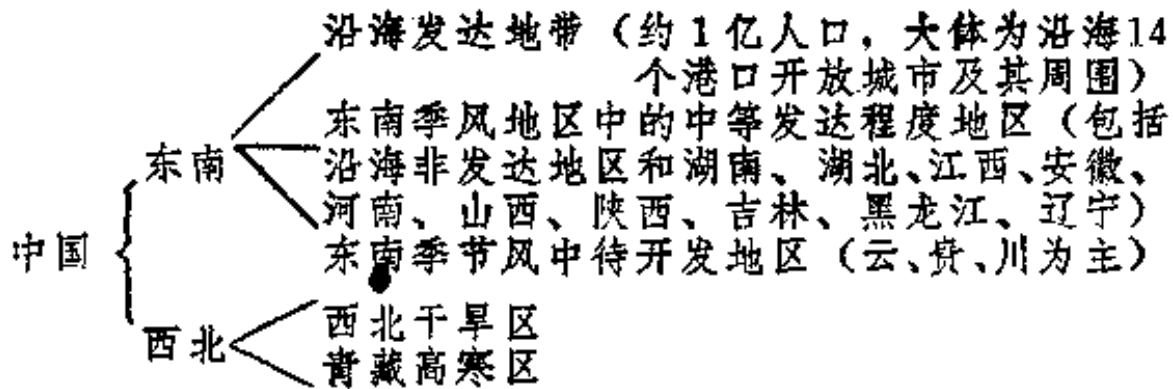 沿海发达地带（约1亿人口，大体为沿海14
个港口开放城市及其周围）
东南季风地区中的中等发达程度地区（包括
东南
沿海非发达地区和湖南、湖北、江西、安徽、
河南、山西、陕西、吉林、黑龙江、辽宁）
中国
东南季节风中待开发地区（云、贵、川为主）
西北干旱区
西北
青藏高寒区